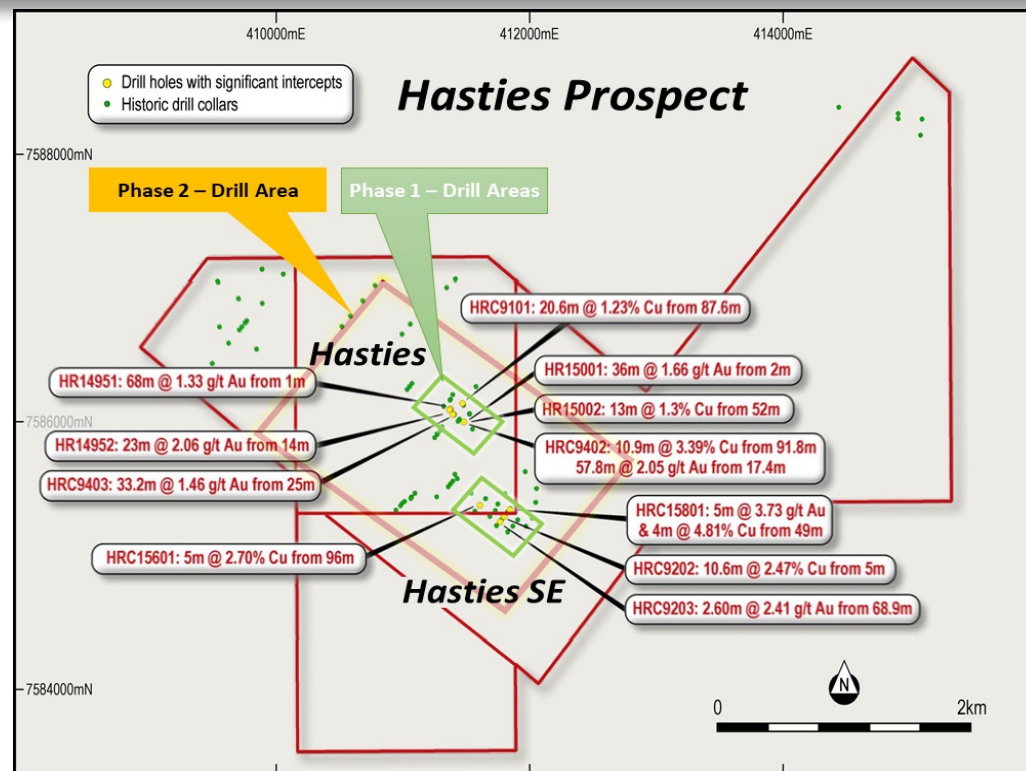 410000mE
412000mE
414000mE
Drill holes with significant intercepts
Historic drill collars
Hasties Prospect
7588000mN
Phase 2 – Drill Area
Phase 1 – Drill Areas
HRC9101: 20.6m @ 1.23% Cu from 87.6m
Hasties
HR14951: 68m @ 1.33 g/t Au from 1m
HR15001: 36m @ 1.66 g/t Au from 2m
HR15002: 13m @ 1.3% Cu from 52m
7586000mN
HR14952: 23m @ 2.06 g/t Au from 14m
HRC9402: 10.9m @ 3.39% Cu from 91.8m
57.8m @ 2.05 g/t Au from 17.4m
HRC9403: 33.2m @ 1.46 g/t Au from 25m
HRC15801: 5m @ 3.73 g/t Au
& 4m @ 4.81% Cu from 49m
HRC15601: 5m @ 2.70% Cu from 96m
HRC9202: 10.6m @ 2.47% Cu from 5m
Hasties SE
HRC9203: 2.60m @ 2.41 g/t Au from 68.9m
7584000mN
N
0
2km